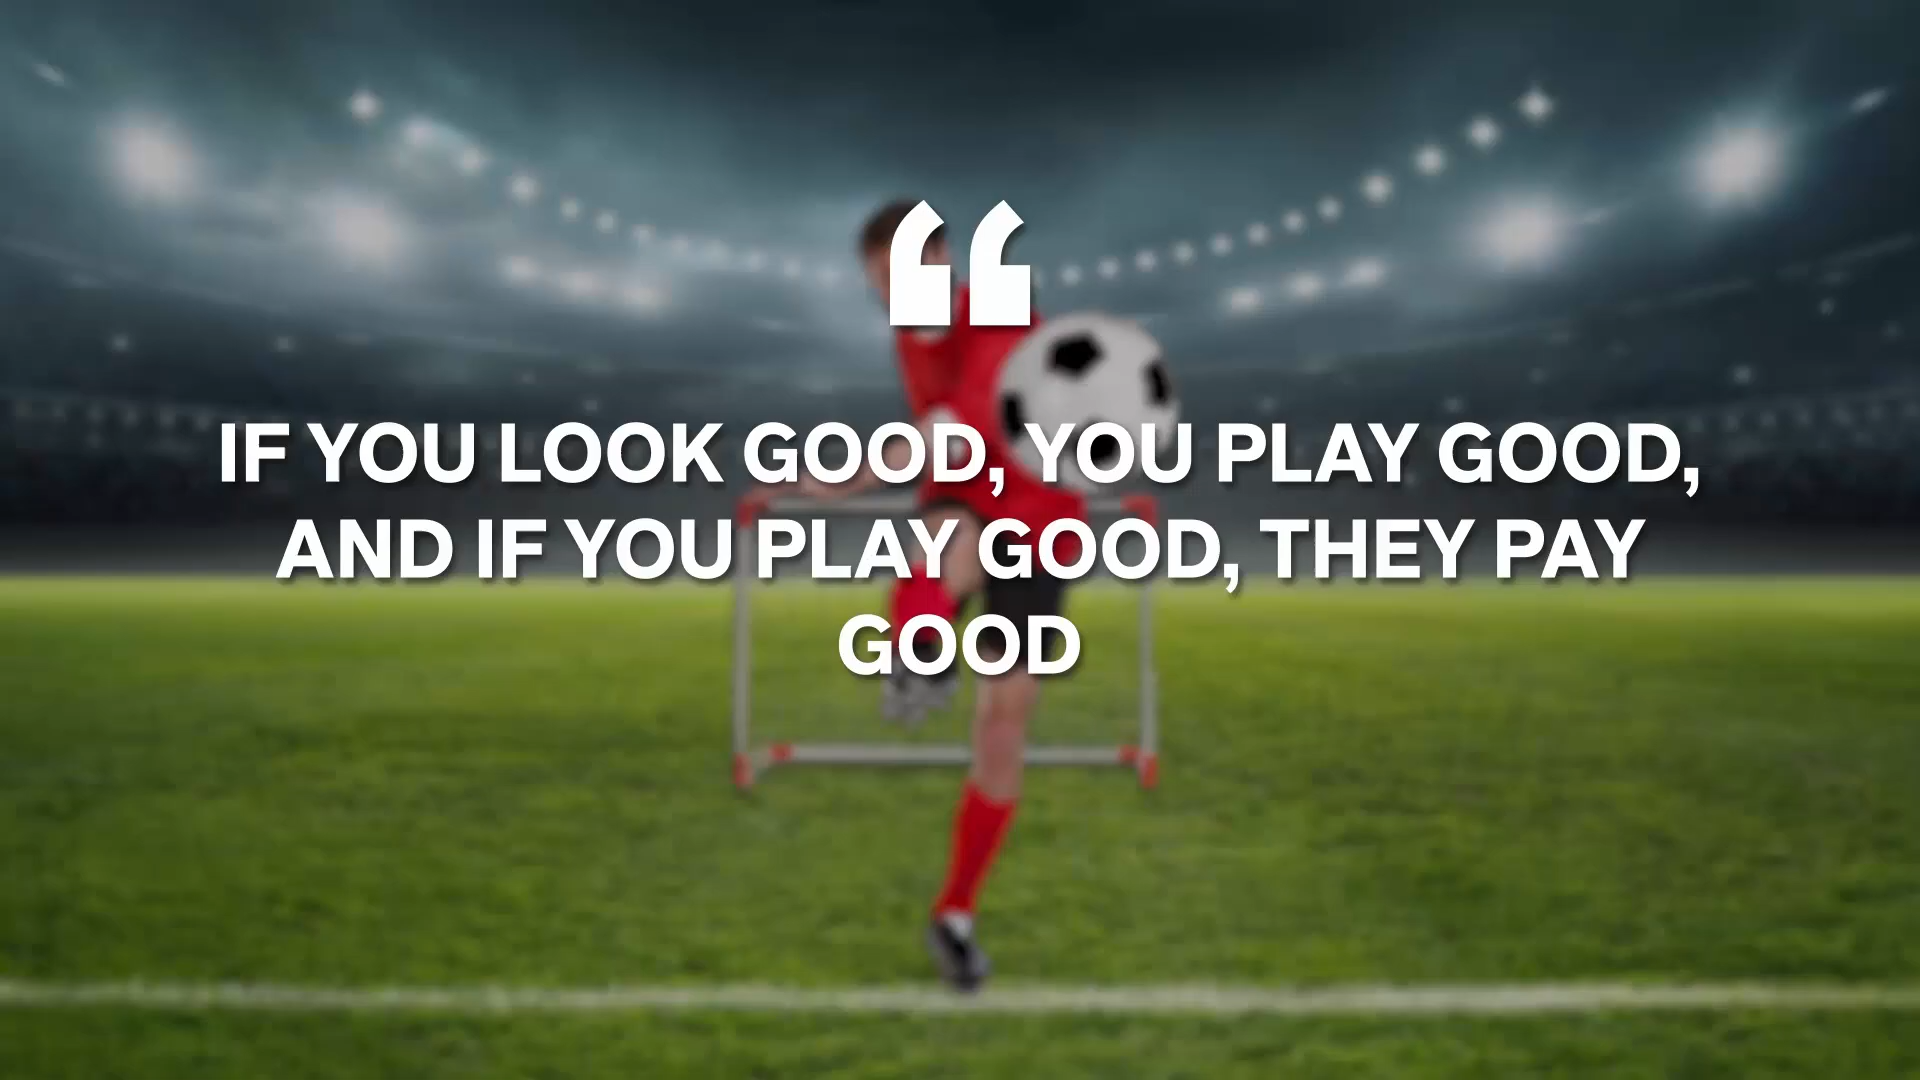 “
IF YOU LOOK GOOD, YOU PLAY GOOD,
AND IF YOU PLAY GOOD, THEY PAY
GOOD